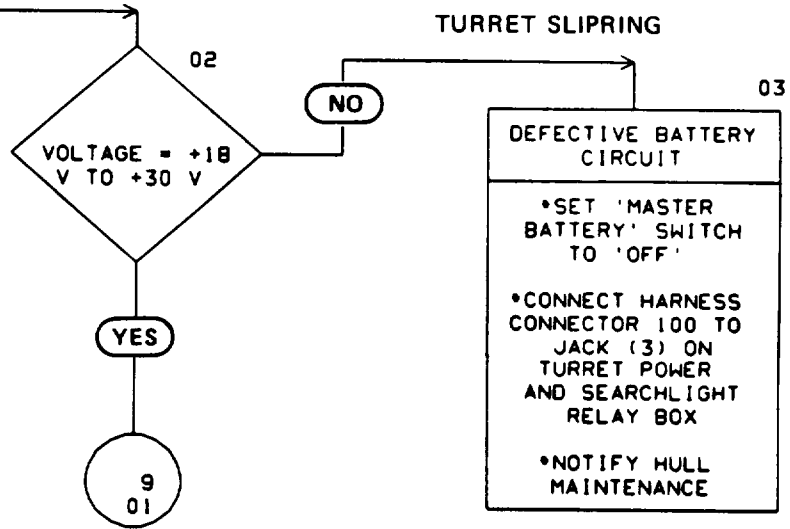 TURRET SLIPRING
02
VOLTAGE = +18
V TO +30 V
NO
03
DEFECTIVE BATTERY
CIRCUIT
•SET 'MASTER
BATTERY' SWITCH
TO 'OFF'
•CONNECT HARNESS
CONNECTOR 100 TO
JACK (3) ON
TURRET POWER
AND SEARCHLIGHT
RELAY BOX
•NOTIFY HULL
MAINTENANCE
YES
9
01